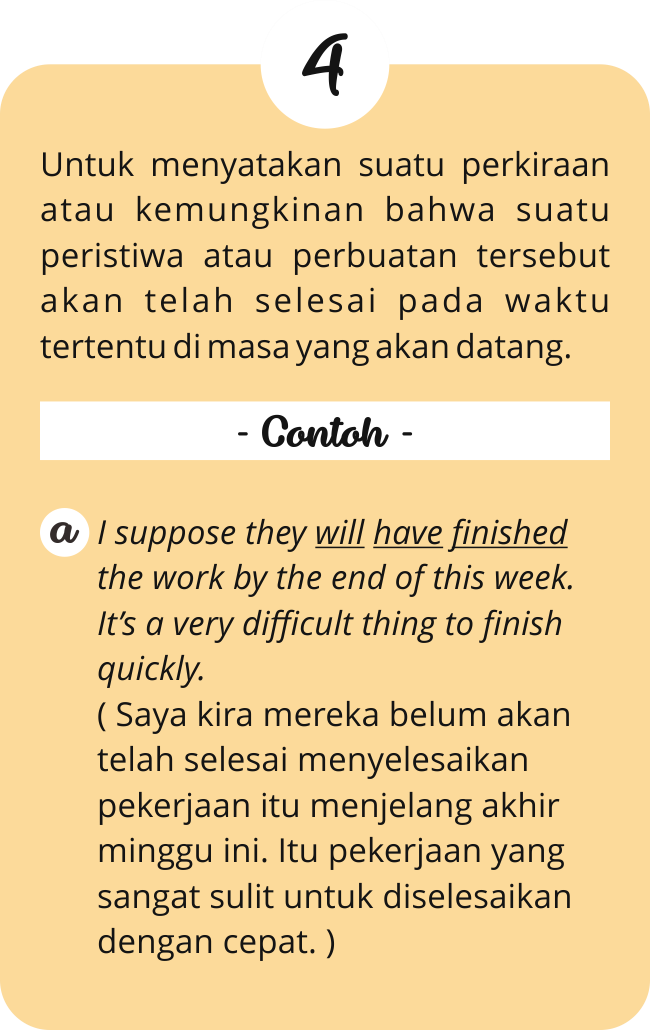 4
Untuk menyatakan suatu perkiraan
atau kemungkinan bahwa suatu
peristiwa atau perbuatan tersebut
akan telah selesai pada waktu
tertentu di masa yang akan datang.
- Contoh -
a I suppose they will have finished
the work by the end of this week.
It’s a very difficult thing to finish
quickly.
( Saya kira mereka belum akan
telah selesai menyelesaikan
pekerjaan itu menjelang akhir
minggu ini. Itu pekerjaan yang
sangat sulit untuk diselesaikan
dengan cepat. )